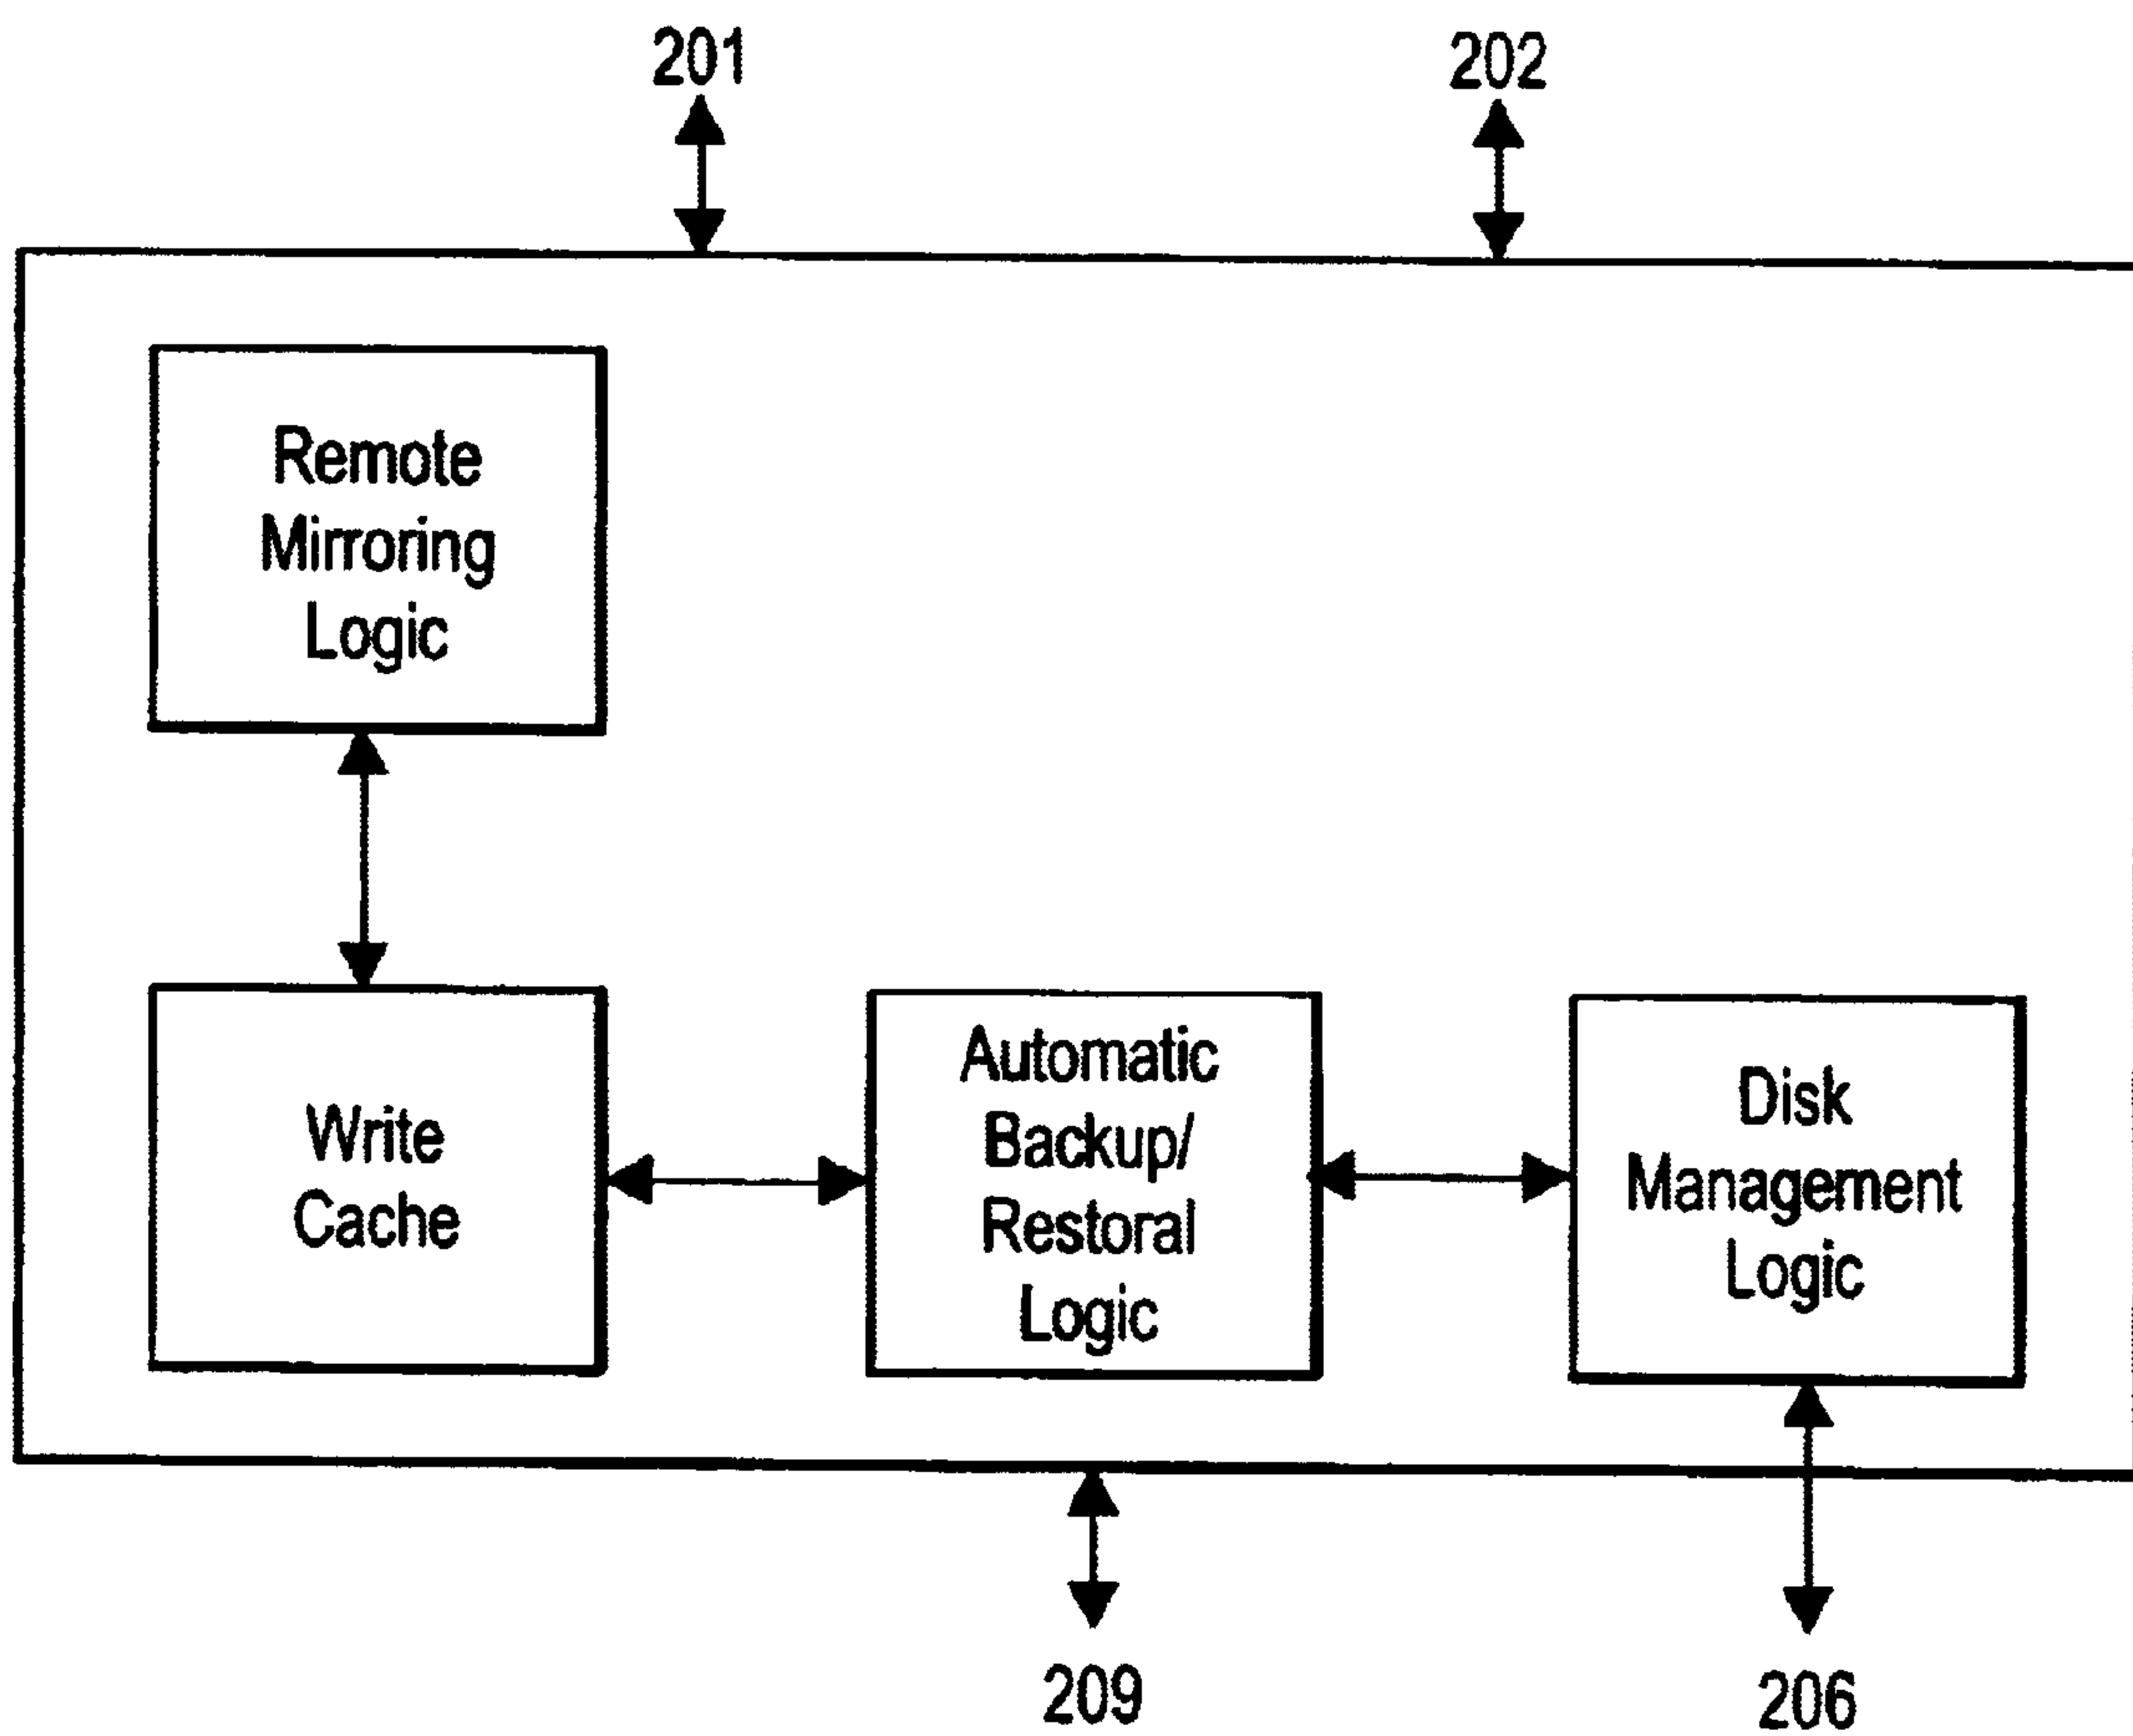 201
202
Remote
Mirroring
Logic
Write
Cache
Automatic
Backup/
Restoral
Logic
Disk
Management
Logic
209
206